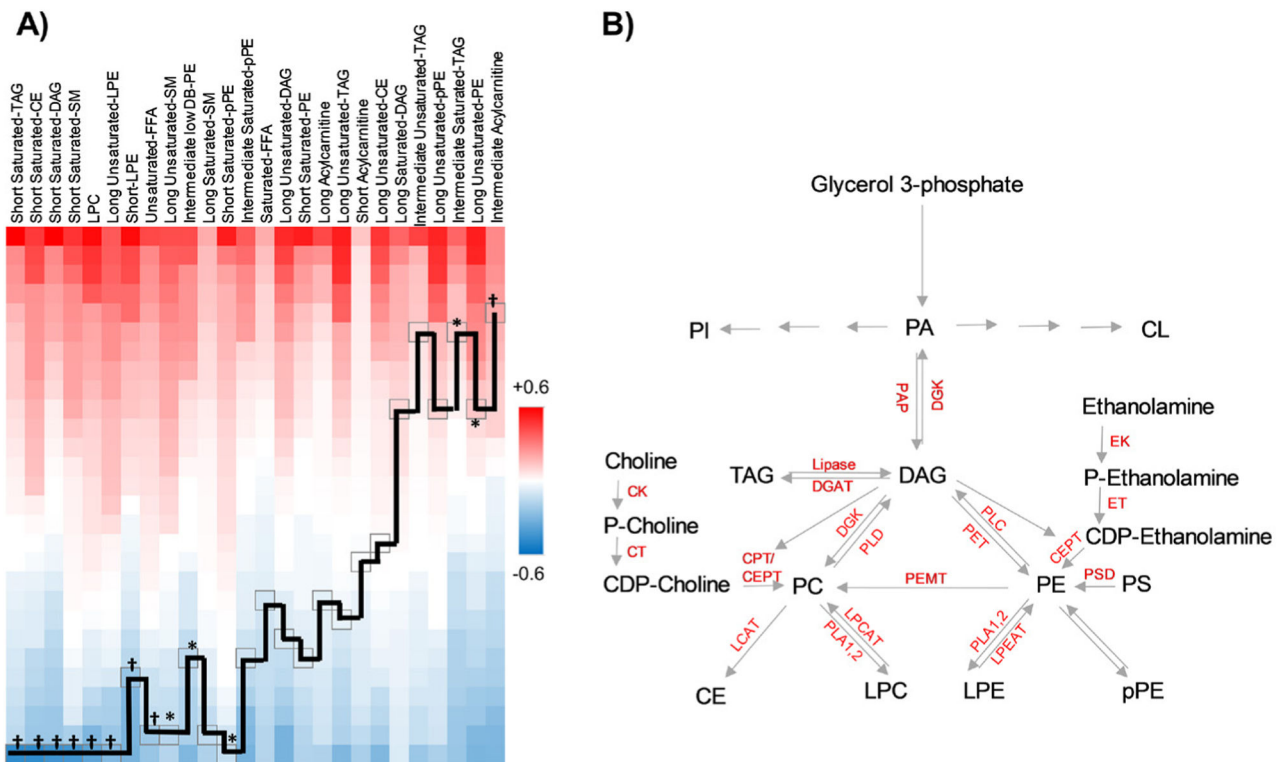 A)
Short Saturated-TAG
Short Saturated-CE
Short Saturated-DAG
Short Saturated-SM
LPC
Long Unsaturated-LPE
Short-LPE
Unsaturated-FFA
Long Unsaturated-SM
Intermediate low DB-PE
Long Saturated-SM
Short Saturated-pPE
Intermediate Saturated-pPE
Saturated-FFA
Long Unsaturated-DAG
Short Saturated-PE
Long Acylcarnitine
Long Unsaturated-TAG
Short Acylcarnitine
Long Unsaturated-CE
Long Saturated-DAG
Intermediate Unsaturated-TAG
Long Unsaturated-pPE
Intermediate Saturated-TAG
Long Unsaturated-PE
Intermediate Acylcarnitine
† † † † † † † † * * * * * †
+0.6
-0.6
B)
Glycerol 3-phosphate
PI
PA
CL
PAP
DGK
Ethanolamine
EK
Choline
TAG
Lipase
DGAT
DAG
P-Ethanolamine
CK
ET
P-Choline
DGK
PLD
PLC
PET
CEPT
CDP-Ethanolamine
CT
CPT/
CEPT
CDP-Choline
PC
PEMT
PE
PSD
PS
LCAT
LPCAT
PLA1,2
PLA1,2
LPEAT
CE
LPC
LPE
pPE